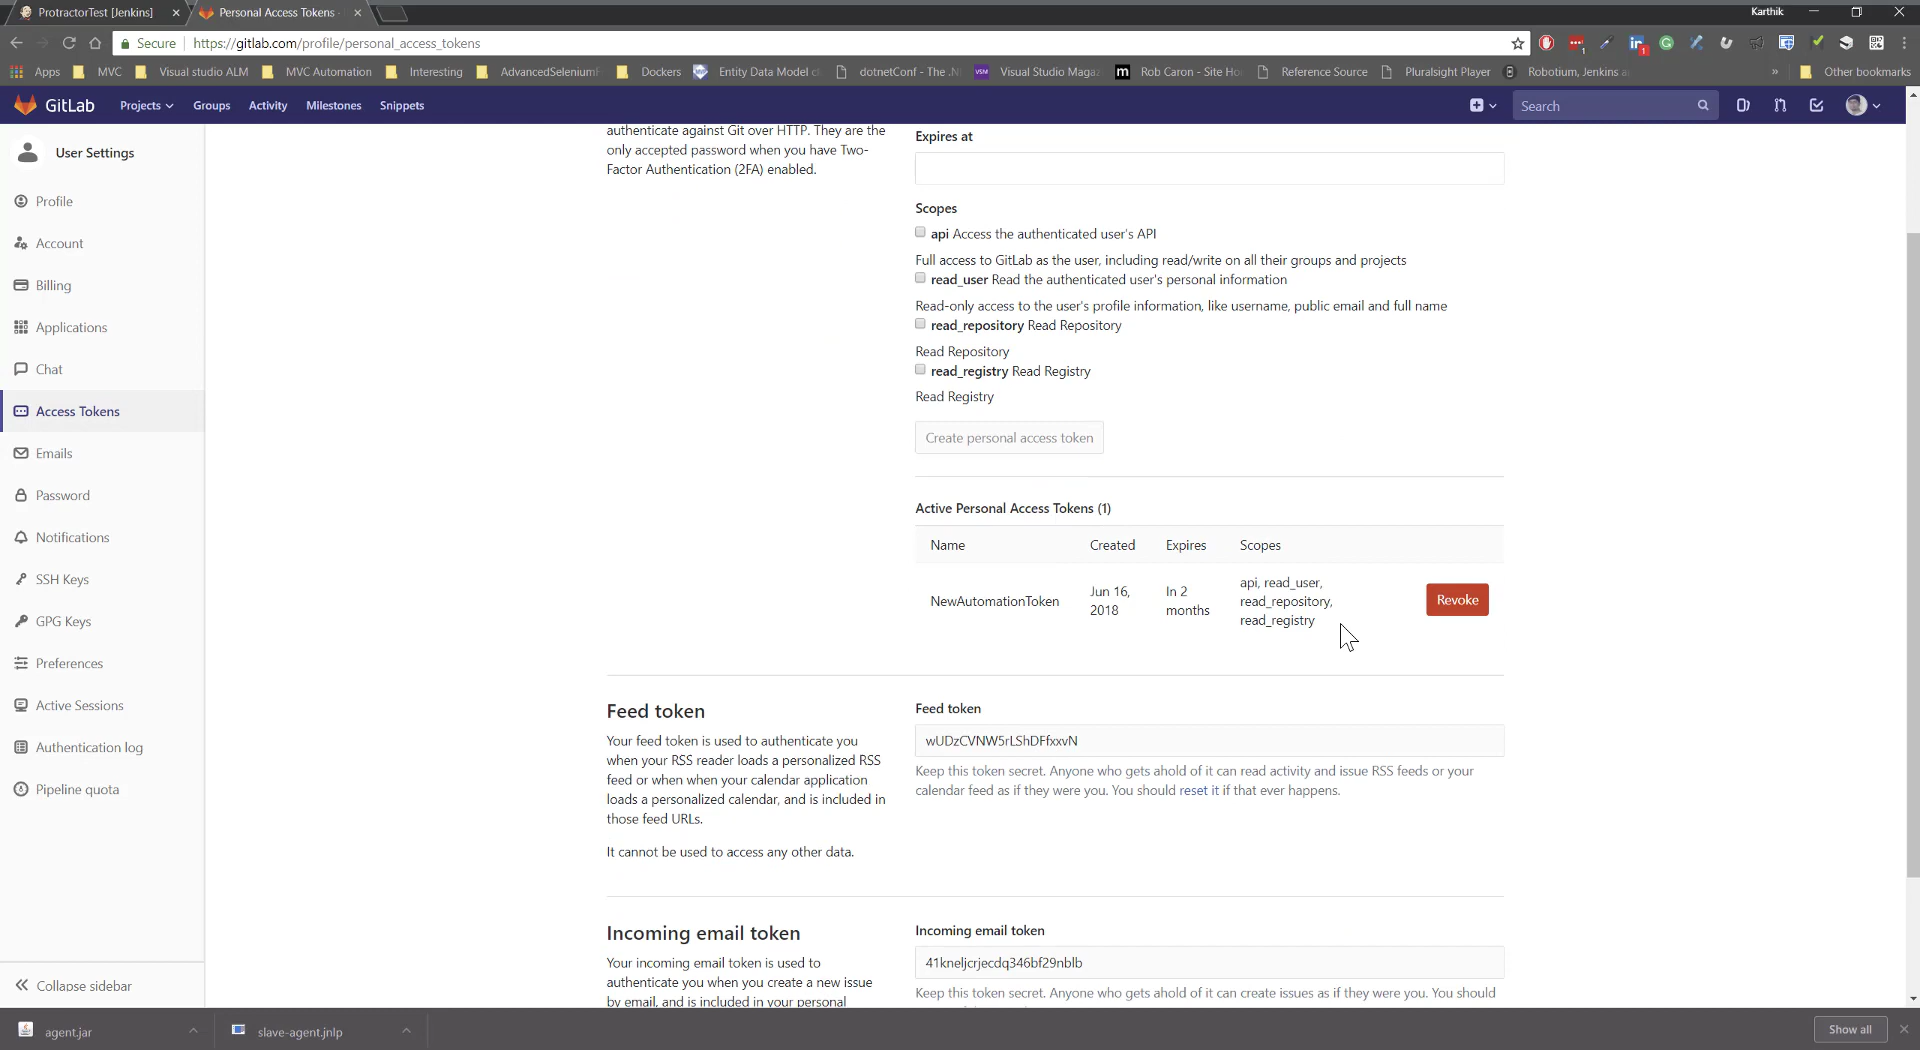 ProtractorTest [Jenkins]
Personal Access Tokens ·
Karthik
Secure
https://gitlab.com/profile/personal_access_tokens
Apps
MVC
Visual studio ALM
MVC Automation
Interesting
AdvancedSelenium
Dockers
Entity Data Model
dotnetConf - The .N
Visual Studio Magaz
Rob Caron - Site Ho
Reference Source
Pluralsight Player
Robotium, Jenkins a
Other bookmarks
GitLab
Projects
Groups
Activity
Milestones
Snippets
Search
User Settings
Profile
Account
Billing
Applications
Chat
Access Tokens
Emails
Password
Notifications
SSH Keys
GPG Keys
Preferences
Active Sessions
Authentication log
Pipeline quota
Collapse sidebar
authenticate against Git over HTTP. They are the
only accepted password when you have Two-
Factor Authentication (2FA) enabled.
Expires at
Scopes
api Access the authenticated user's API
Full access to GitLab as the user, including read/write on all their groups and projects
read_user Read the authenticated user's personal information
Read-only access to the user's profile information, like username, public email and full name
read_repository Read Repository
Read Repository
read_registry Read Registry
Read Registry
Create personal access token
Active Personal Access Tokens (1)
Name Created Expires Scopes
NewAutomationToken
Jun 16,
2018
In 2
months
api, read_user,
read_repository,
read_registry
Revoke
Feed token
Your feed token is used to authenticate you
when your RSS reader loads a personalized RSS
feed or when when your calendar application
loads a personalized calendar, and is included in
those feed URLs.
It cannot be used to access any other data.
Feed token
wUDzCVNW5rLShDFfxxvN
Keep this token secret. Anyone who gets ahold of it can read activity and issue RSS feeds or your
calendar feed as if they were you. You should reset it if that ever happens.
Incoming email token
Your incoming email token is used to
authenticate you when you create a new issue
by email, and is included in your personal
Incoming email token
41kneljcrjecdq346bf29nblb
Keep this token secret. Anyone who gets ahold of it can create issues as if they were you. You should
agent.jar
slave-agent.jnlp
Show all